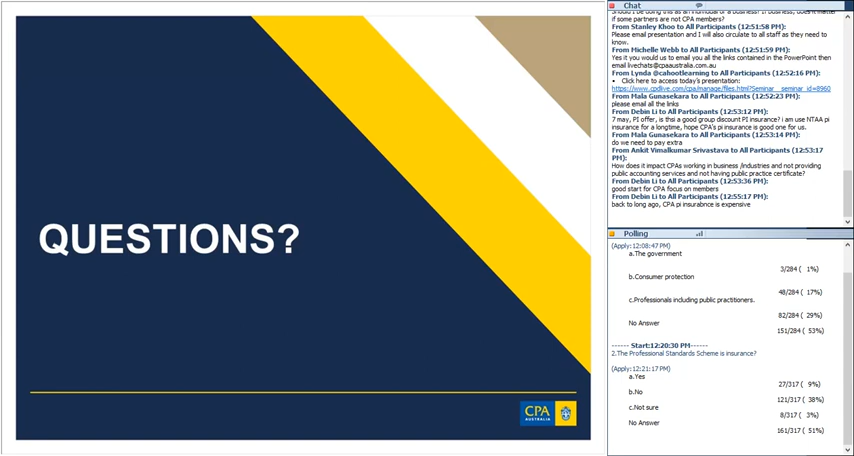 QUESTIONS?
CPA
AUSTRALIA
Chat
if some partners are not CPA members?
From Stanley Khoo to All Participants (12:51:58 PM):
Please email presentation and I will also circulate to all staff as they need to
know.
From Michelle Webb to All Participants (12:51:59 PM):
Yes it you would us to email you all the links contained in the PowerPoint then
email livechats@cpaaustralia.com.au
From Lynda @cahootlearning to All Participants (12:52:16 PM):
• Click here to access today's presentation:
https://www.cpdlive.com/cpa/manage/files.html?Seminar_seminar_id=8960
From Mala Gunasekara to All Participants (12:52:23 PM):
please email all the links
From Debin Li to All Participants (12:53:12 PM):
7 may, PI offer, is this a good group discount PI insurance? i am use NTAA pi
insurance for a longtime, hope CPA's pi insurance is good one for us.
From Mala Gunasekara to All Participants (12:53:14 PM):
do we need to pay extra
From Ankit Vimalkumar Srivastava to All Participants (12:53:17
PM):
How does it impact CPAs working in business /industries and not providing
public accounting services and not having public practice certificate?
From Debin Li to All Participants (12:53:36 PM):
good start for CPA focus on members
From Debin Li to All Participants (12:55:17 PM):
back to long ago, CPA pi insurabnce is expensive
Polling
(Apply:12:08:47 PM)
a.The government
3/284 ( 1%)
b.Consumer protection
48/284 ( 17%)
c.Professionals including public practitioners.
82/284 ( 29%)
No Answer
151/284 ( 53%)
------ Start:12:20:30 PM------
2.The Professional Standards Scheme is insurance?
(Apply:12:21:17 PM)
a.Yes
27/317 ( 9%)
b.No
121/317 ( 38%)
c.Not sure
8/317 ( 3%)
No Answer
161/317 ( 51%)